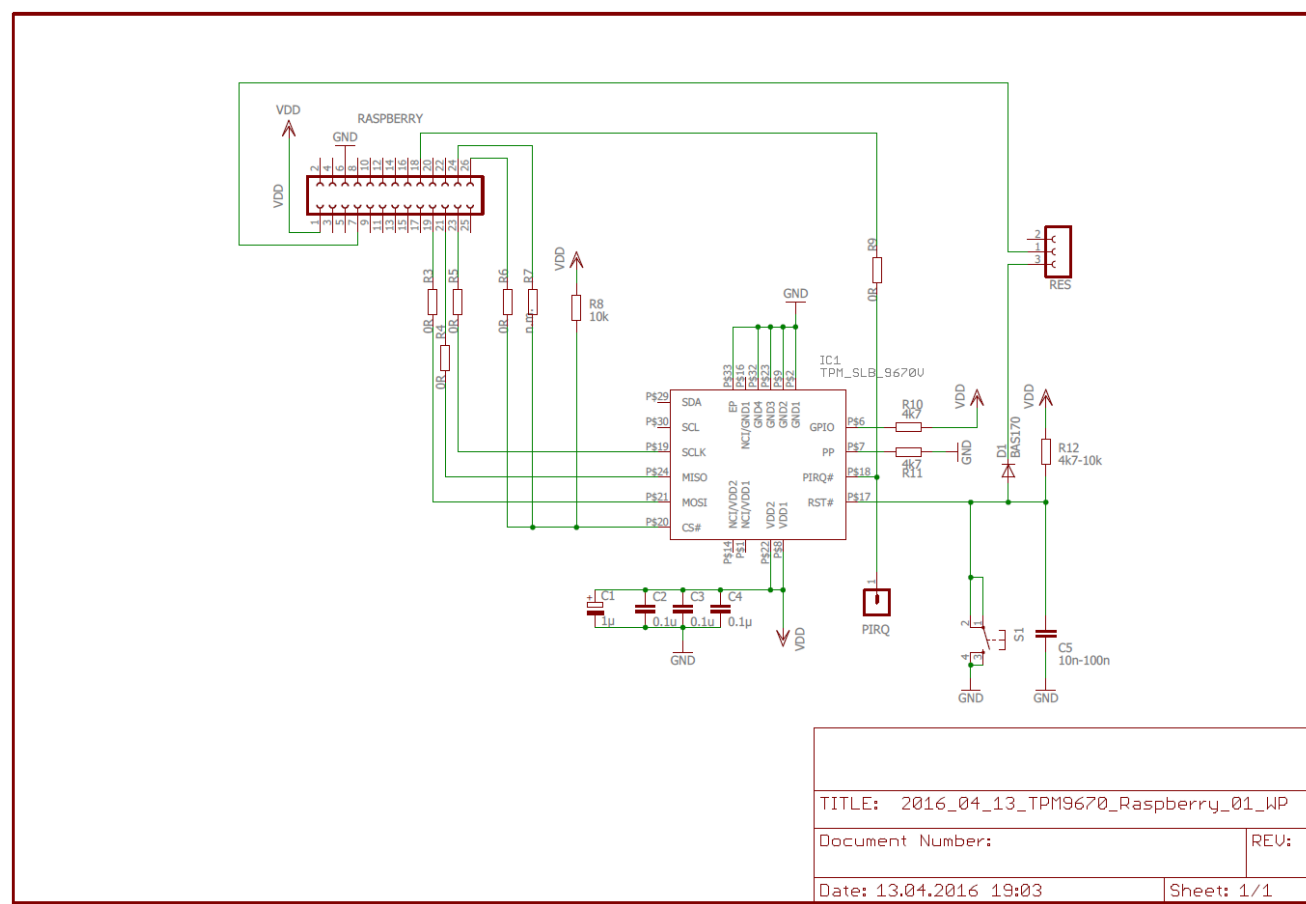 VDD
RASPBERRY
GND
2
4
6
8
10
12
14
16
18
20
22
24
26
VDD
1
3
5
7
9
11
13
15
17
19
21
23
25
R3
0R
R4
0R
R5
0R
R6
0R
R7
n.m.
VDD
R8
10k
R9
0R
2
1
3
RES
GND
IC1
TPM_SLB_9670V
P$33
P$16
P$32
P$23
P$9
P$2
EP
NCI/GND1
GND4
GND3
GND2
GND1
P$29 SDA
P$30 SCL
P$19 SCLK
P$24 MISO
P$21 MOSI
P$20 CS#
GPIO P$6
PP P$7
PIRQ# P$18
RST# P$17
NCI/VDD2
NCI/VDD1
VDD2
VDD1
P$14
P$1
P$22
P$8
R10
4k7
VDD
4k7
R11
GND
D1
BAS170
VDD
R12
4k7-10k
+
C1
1µ
C2
0.1u
C3
0.1u
C4
0.1µ
GND
VDD
1
PIRQ
2
1
4
3
S1
GND
C5
10n-100n
GND
TITLE: 2016_04_13_TPM9670_Raspberry_01_WP
Document Number:
REV:
Date: 13.04.2016 19:03
Sheet: 1/1